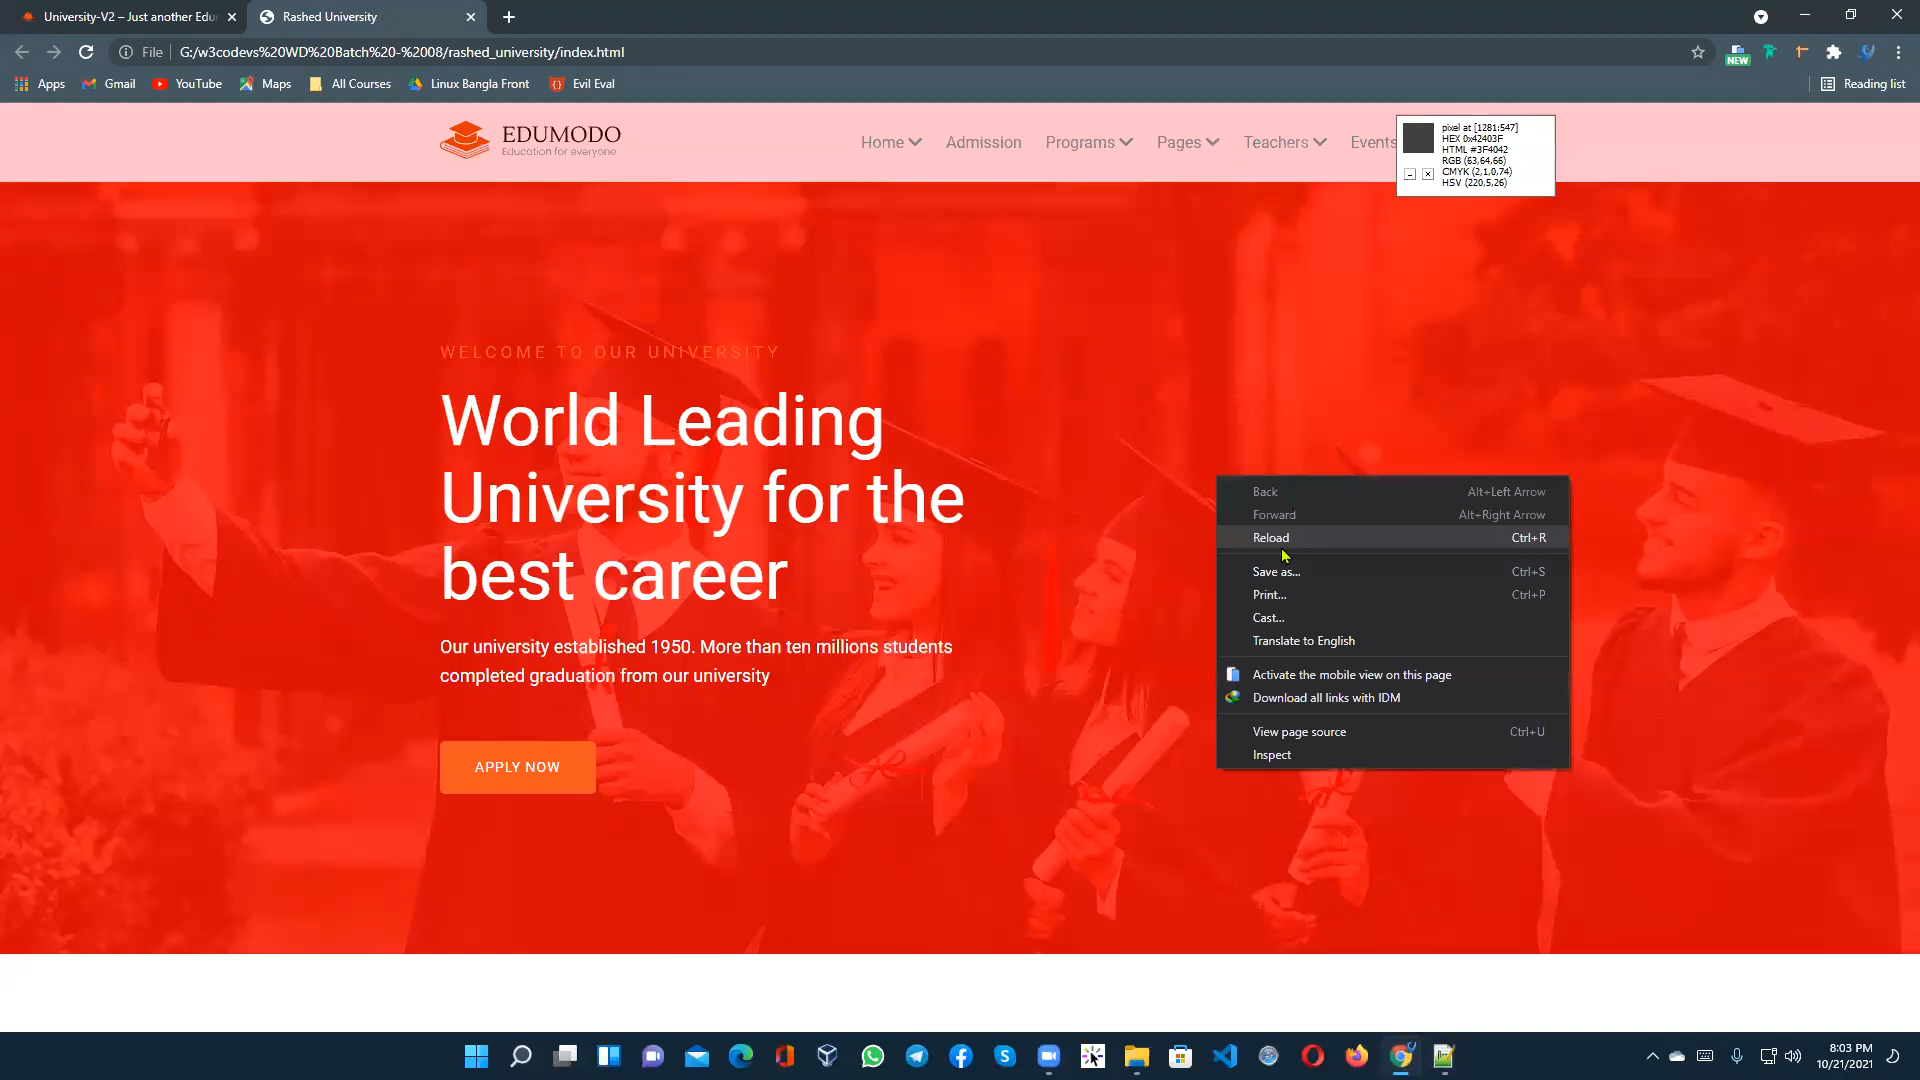 University-V2 – Just another Edu
Rashed University
File
G:/w3codevs%20WD%20Batch%20-%2008/rashed_university/index.html
NEW
Apps
Gmail
YouTube
Maps
All Courses
Linux Bangla Front
Evil Eval
Reading list
EDUMODO
Education for everyone
Home
Admission
Programs
Pages
Teachers
Events
pixel at [1281:547]
HEX 0x42403F
HTML #3F4042
RGB (63,64,66)
CMYK (2,1,0,74)
HSV (220,5,26)
WELCOME TO OUR UNIVERSITY
World Leading
University for the
best career
Our university established 1950. More than ten millions students
completed graduation from our university
APPLY NOW
Back Alt+Left Arrow
Forward Alt+Right Arrow
Reload Ctrl+R
Save as... Ctrl+S
Print... Ctrl+P
Cast...
Translate to English
Activate the mobile view on this page
Download all links with IDM
View page source Ctrl+U
Inspect
8:03 PM
10/21/2021